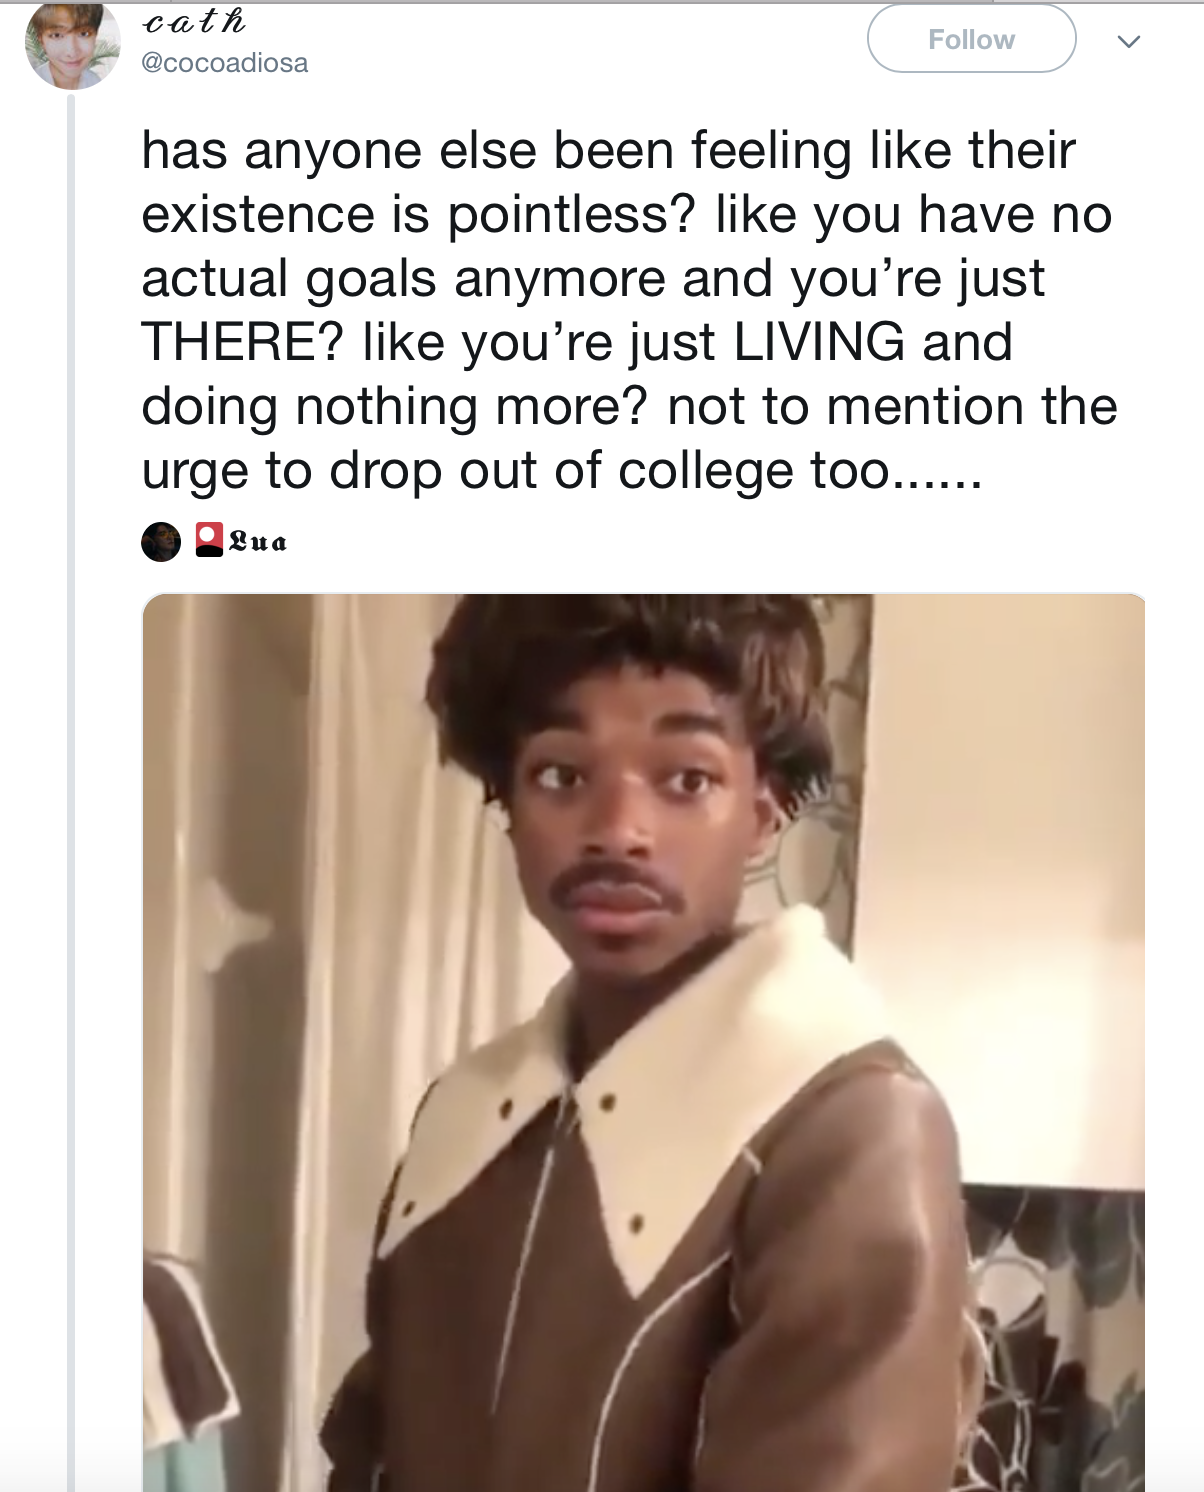 𝓬𝓪𝓽𝓱
@cocoadiosa
Follow
has anyone else been feeling like their
existence is pointless? like you have no
actual goals anymore and you’re just
THERE? like you’re just LIVING and
doing nothing more? not to mention the
urge to drop out of college too......
🎴𝕷𝖚𝖆